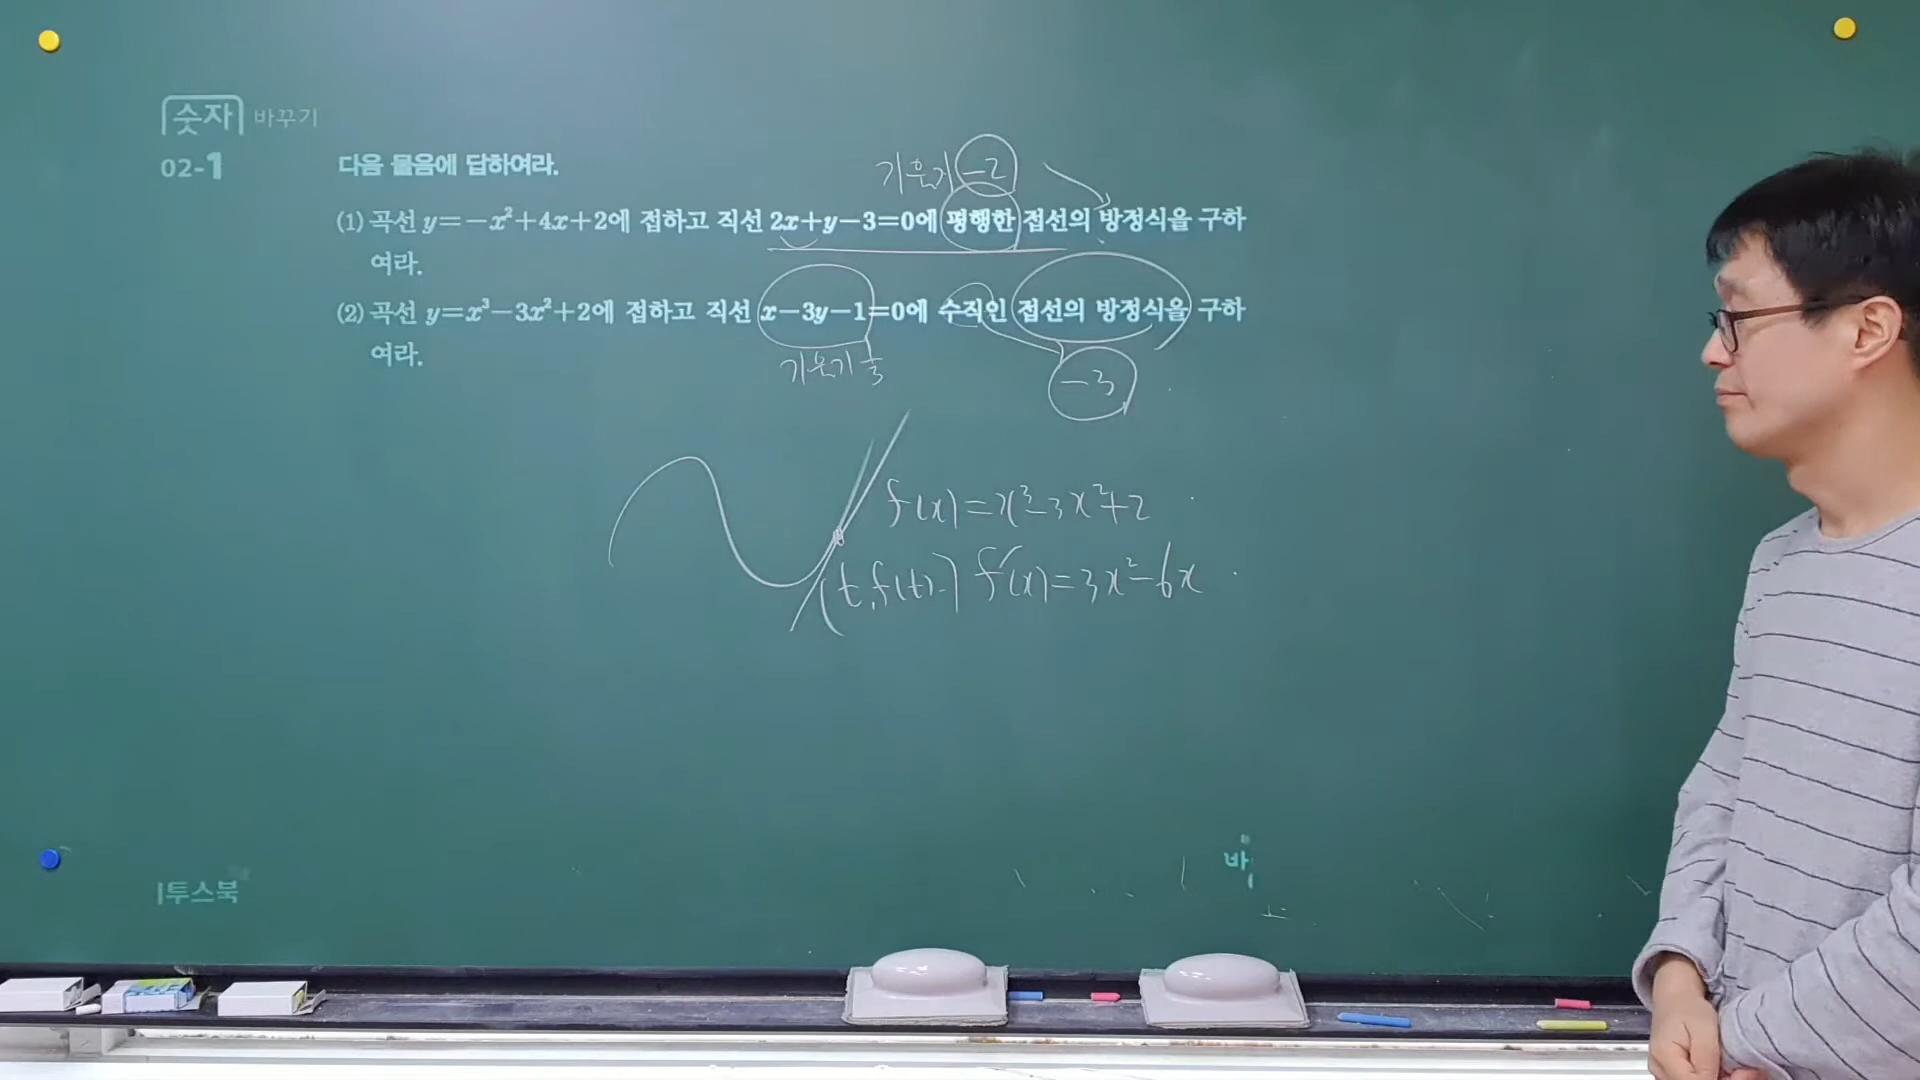 숫자 바꾸기
02-1 다음 물음에 답하여라.
기울기 -2
(1) 곡선 y=-x²+4x+2에 접하고 직선 2x+y-3=0에 평행한 접선의 방정식을 구하
여라.
(2) 곡선 y=x³-3x²+2에 접하고 직선 x-3y-1=0에 수직인 접선의 방정식을 구하
여라.
기울기 1/3
-3
f(x)=x³-3x²+2
(t, f(t)) f'(x)=3x²-6x
투스북
바